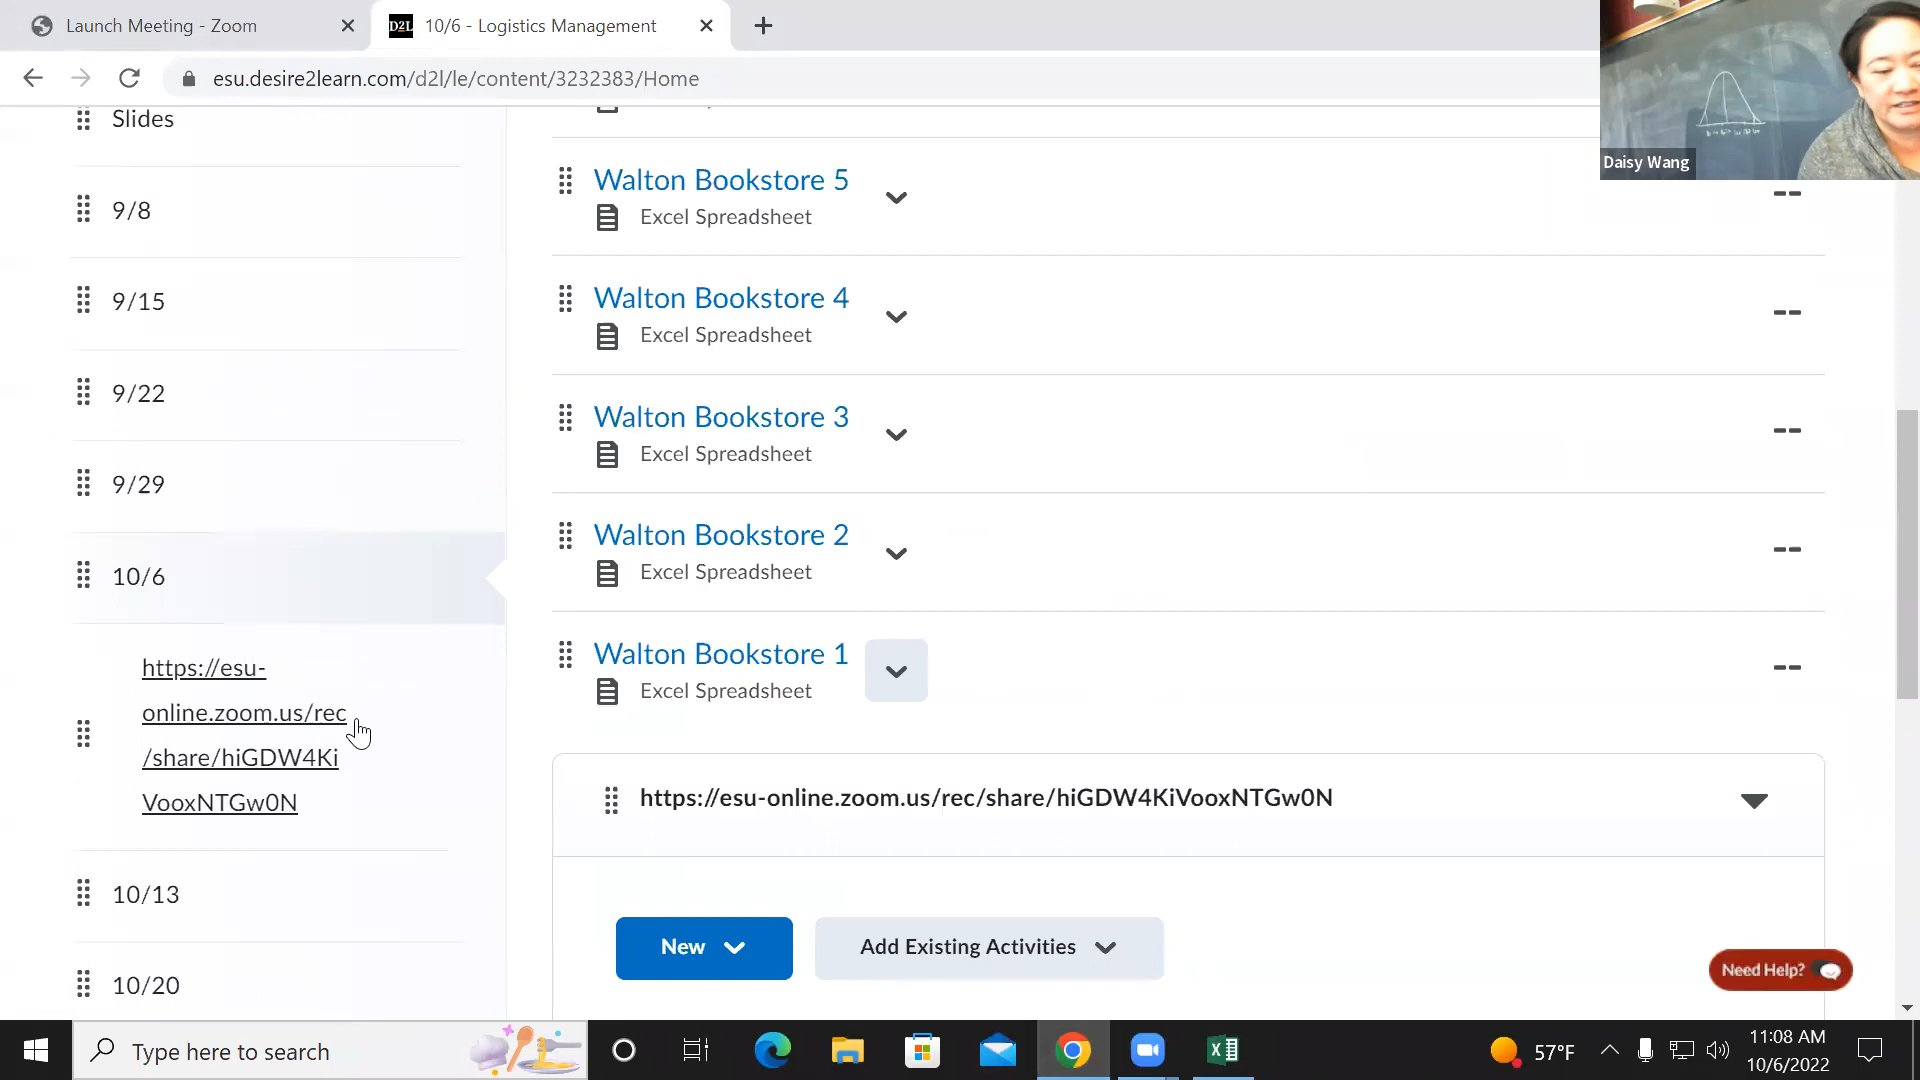 Launch Meeting - Zoom
D2L 10/6 - Logistics Management
esu.desire2learn.com/d2l/le/content/3232383/Home
Daisy Wang
Slides
9/8
9/15
9/22
9/29
10/6
https://esu-
online.zoom.us/rec
/share/hiGDW4Ki
VooxNTGw0N
10/13
10/20
Walton Bookstore 5
Excel Spreadsheet
Walton Bookstore 4
Excel Spreadsheet
Walton Bookstore 3
Excel Spreadsheet
Walton Bookstore 2
Excel Spreadsheet
Walton Bookstore 1
Excel Spreadsheet
https://esu-online.zoom.us/rec/share/hiGDW4KiVooxNTGw0N
New
Add Existing Activities
Need Help?
Type here to search
57°F
11:08 AM
10/6/2022